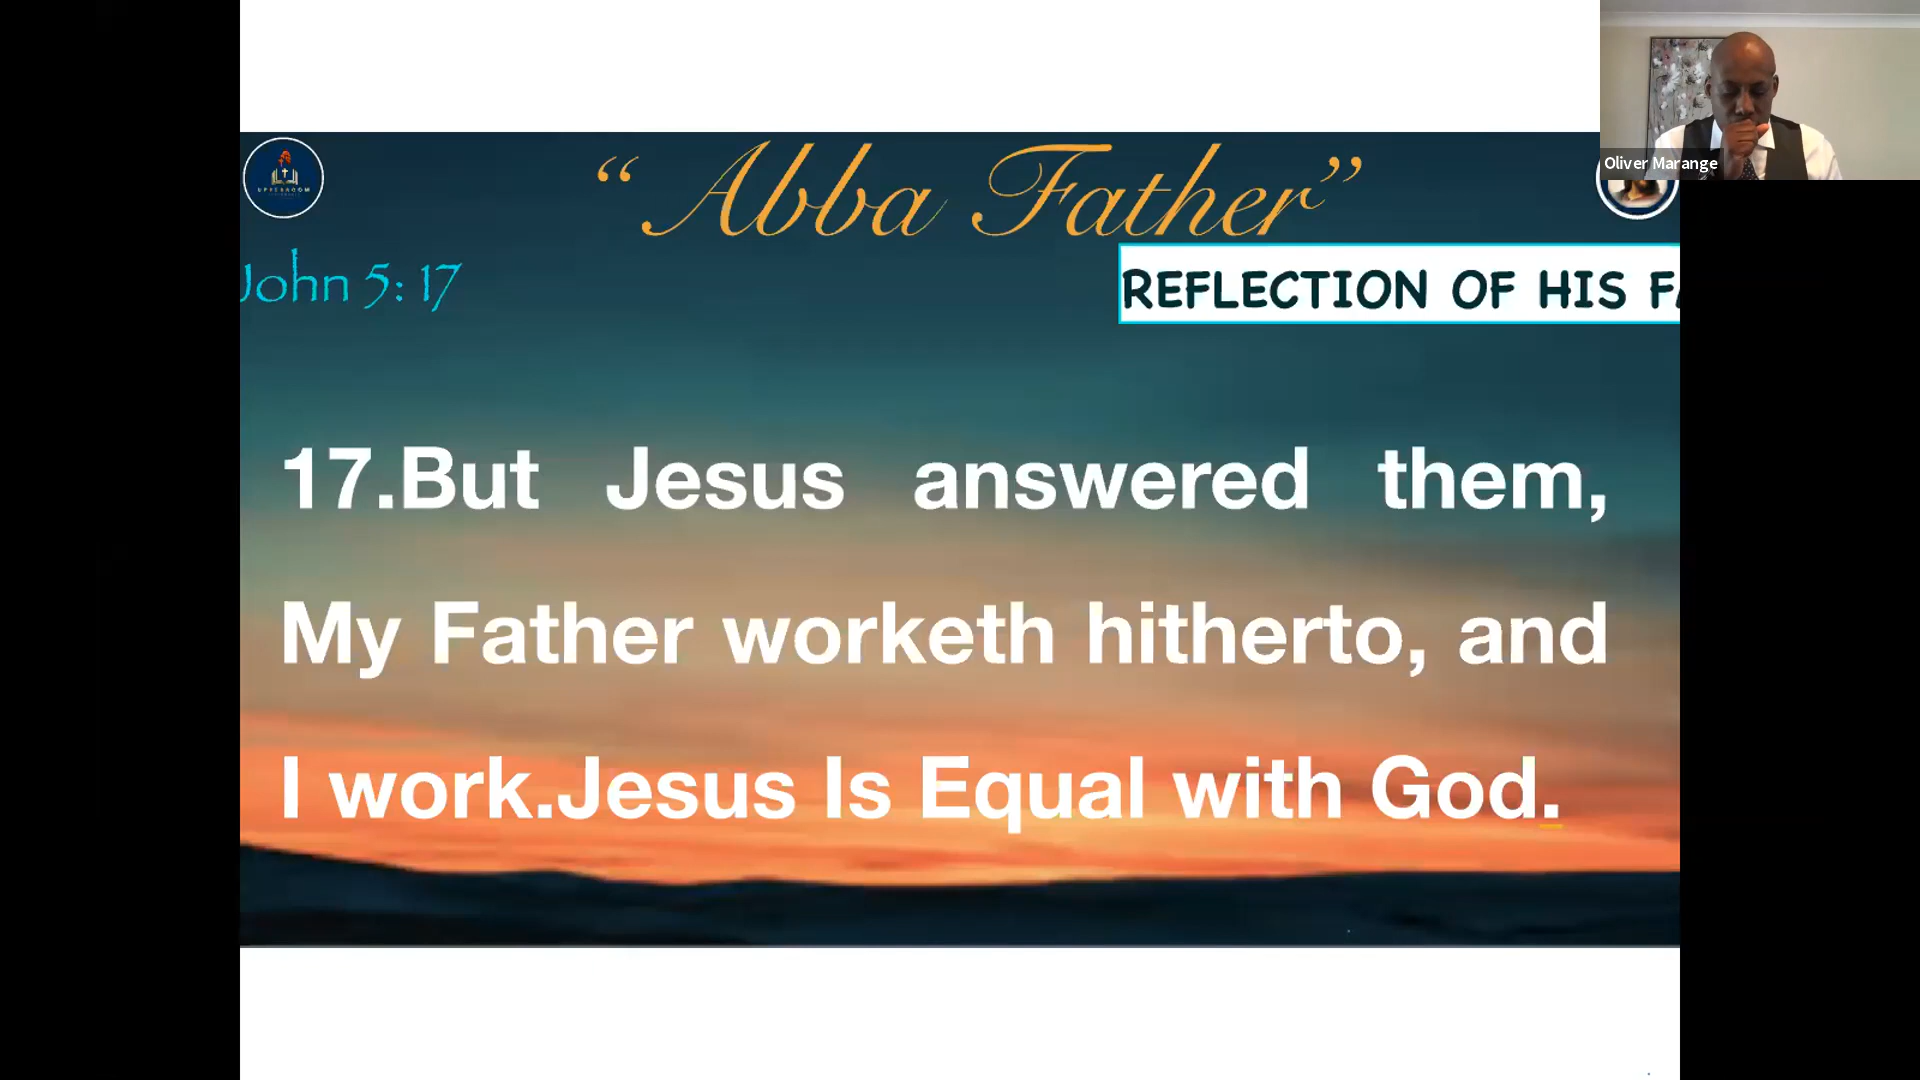 “ Abba Father”
Oliver Marange
UPPERROOM
John 5: 17
REFLECTION OF HIS
17.But Jesus answered them,
My Father worketh hitherto, and
I work.Jesus Is Equal with God.